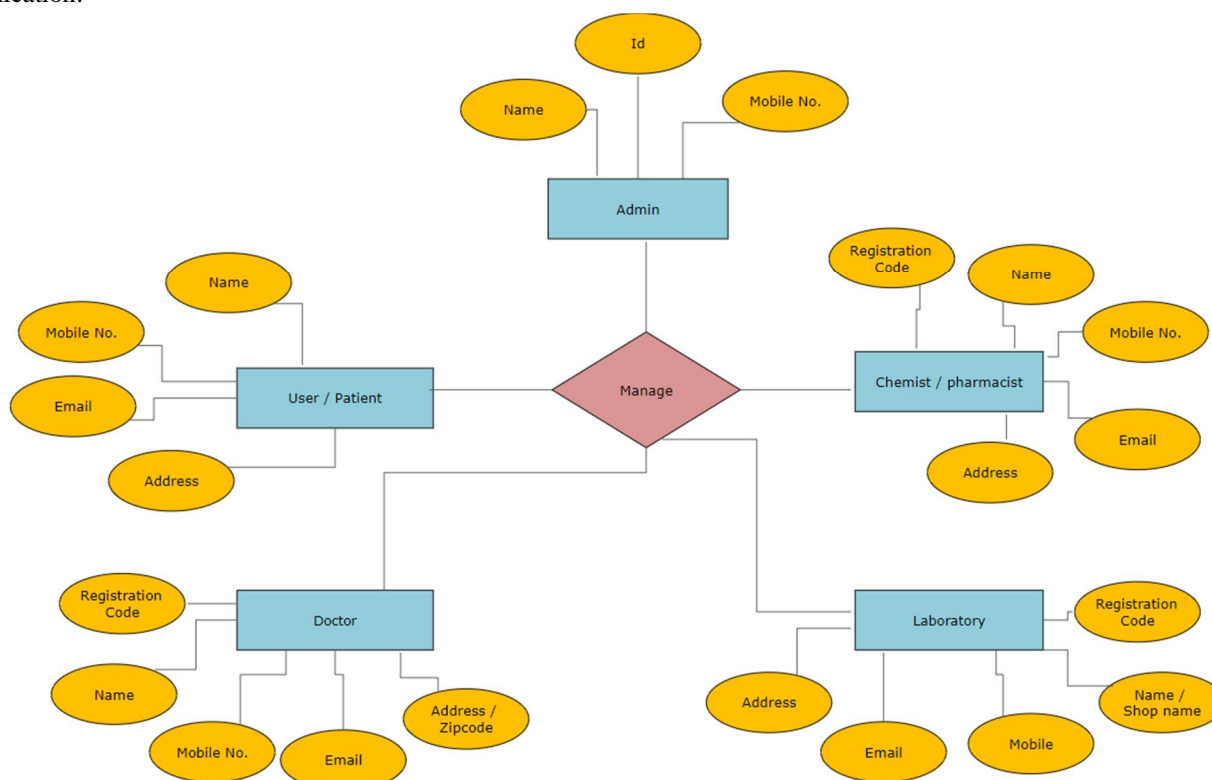 Id
Name
Mobile No.
Admin
Registration
Code
Name
Name
Mobile No.
Mobile No.
Chemist / pharmacist
User / Patient
Manage
Email
Email
Address
Address
Registration
Code
Doctor
Laboratory
Registration
Code
Name
Address /
Zipcode
Address
Name /
Shop name
Mobile No.
Email
Email
Mobile